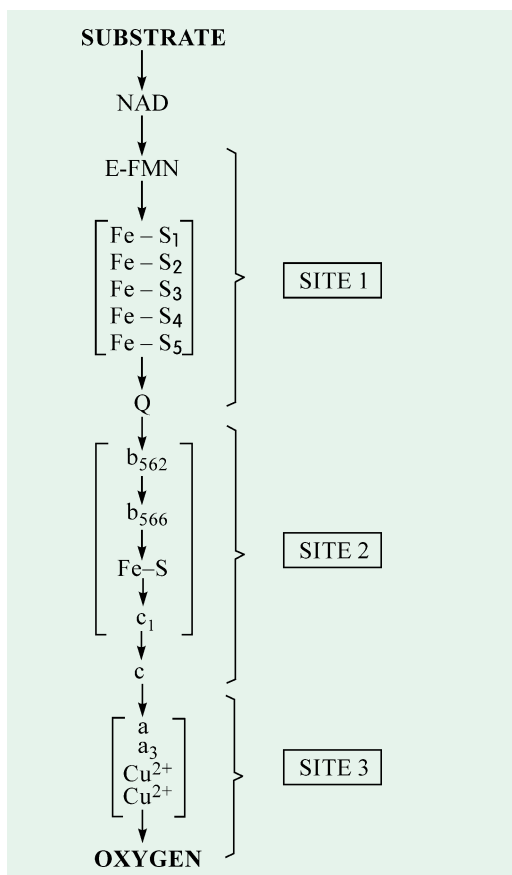 SUBSTRATE
NAD
E-FMN
Fe – S₁
Fe – S₂
Fe – S₃
Fe – S₄
Fe – S₅
SITE 1
Q
b₅₆₂
b₅₆₆
Fe–S
SITE 2
c₁
c
a
a₃
Cu²⁺
Cu²⁺
SITE 3
OXYGEN